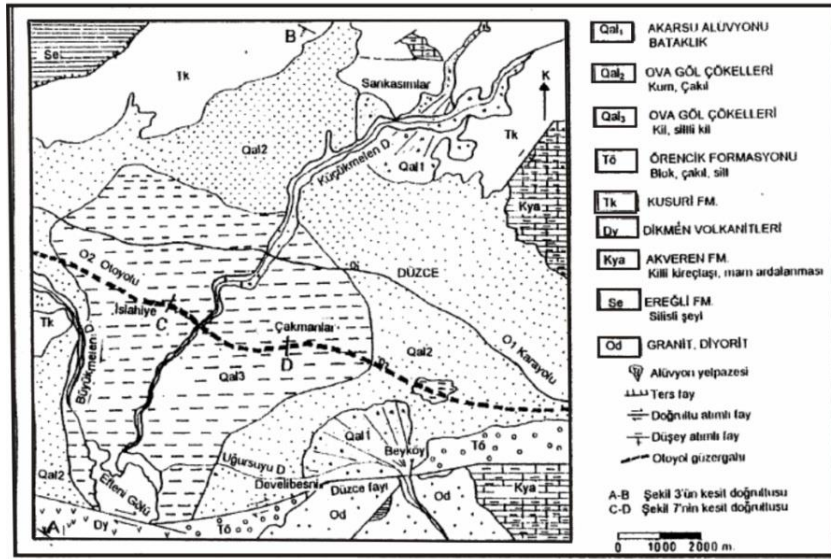 B
Se
Tk
Sarıkasımlar
K
Tk
Qal2
Küçükmelen D
Qal1
Kya
DÜZCE
O2 Otoyolu
İslahiye
C
Çakmanlar
D
Tk
Büyükmelen D
Qal3
Qal2
O1 Karayolu
Qal1
Beyköy
Tö
Uğursuyu D
Qal2
Efteni Gölü
Develibesni
Düzce fayı
Od
Od
Kya
A
Dy
Tö
Qal1 AKARSU ALÜVYONU
BATAKLIK
Qal2 OVA GÖL ÇÖKELLERİ
Kum, Çakıl
Qal3 OVA GÖL ÇÖKELLERİ
Kil, siltli kil
Tö ÖRENCİK FORMASYONU
Blok, çakıl, silt
Tk KUSURİ FM.
Dy DİKMEN VOLKANİTLERİ
Kya AKVEREN FM.
Killi kireçtaşı, marn ardalanması
Se EREĞLİ FM.
Silisli şeyl
Od GRANİT, DİYORİT
Alüvyon yelpazesi
Ters fay
Doğrultu atımlı fay
Düşey atımlı fay
Otoyol güzergahı
A-B Şekil 3'ün kesit doğrultusu
C-D Şekil 7'nin kesit doğrultusu
0 1000 2000 m.